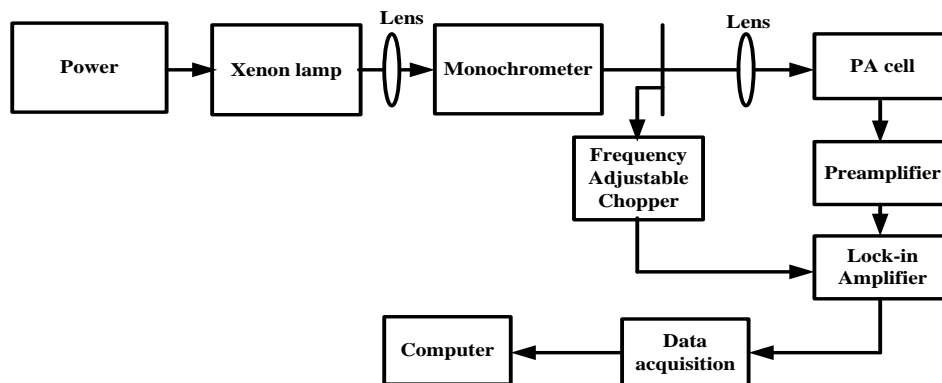 Lens
Lens
Power
Xenon lamp
Monochrometer
PA cell
Frequency
Adjustable
Chopper
Preamplifier
Lock-in
Amplifier
Computer
Data
acquisition